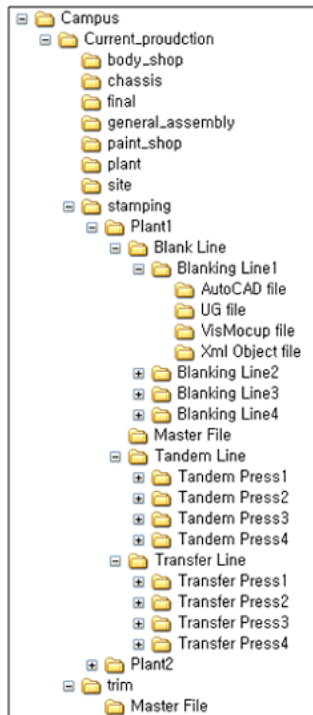 Campus
Current_proudction
body_shop
chassis
final
general_assembly
paint_shop
plant
site
stamping
Plant1
Blank Line
Blanking Line1
AutoCAD file
UG file
VisMocup file
Xml Object file
Blanking Line2
Blanking Line3
Blanking Line4
Master File
Tandem Line
Tandem Press1
Tandem Press2
Tandem Press3
Tandem Press4
Transfer Line
Transfer Press1
Transfer Press2
Transfer Press3
Transfer Press4
Plant2
trim
Master File